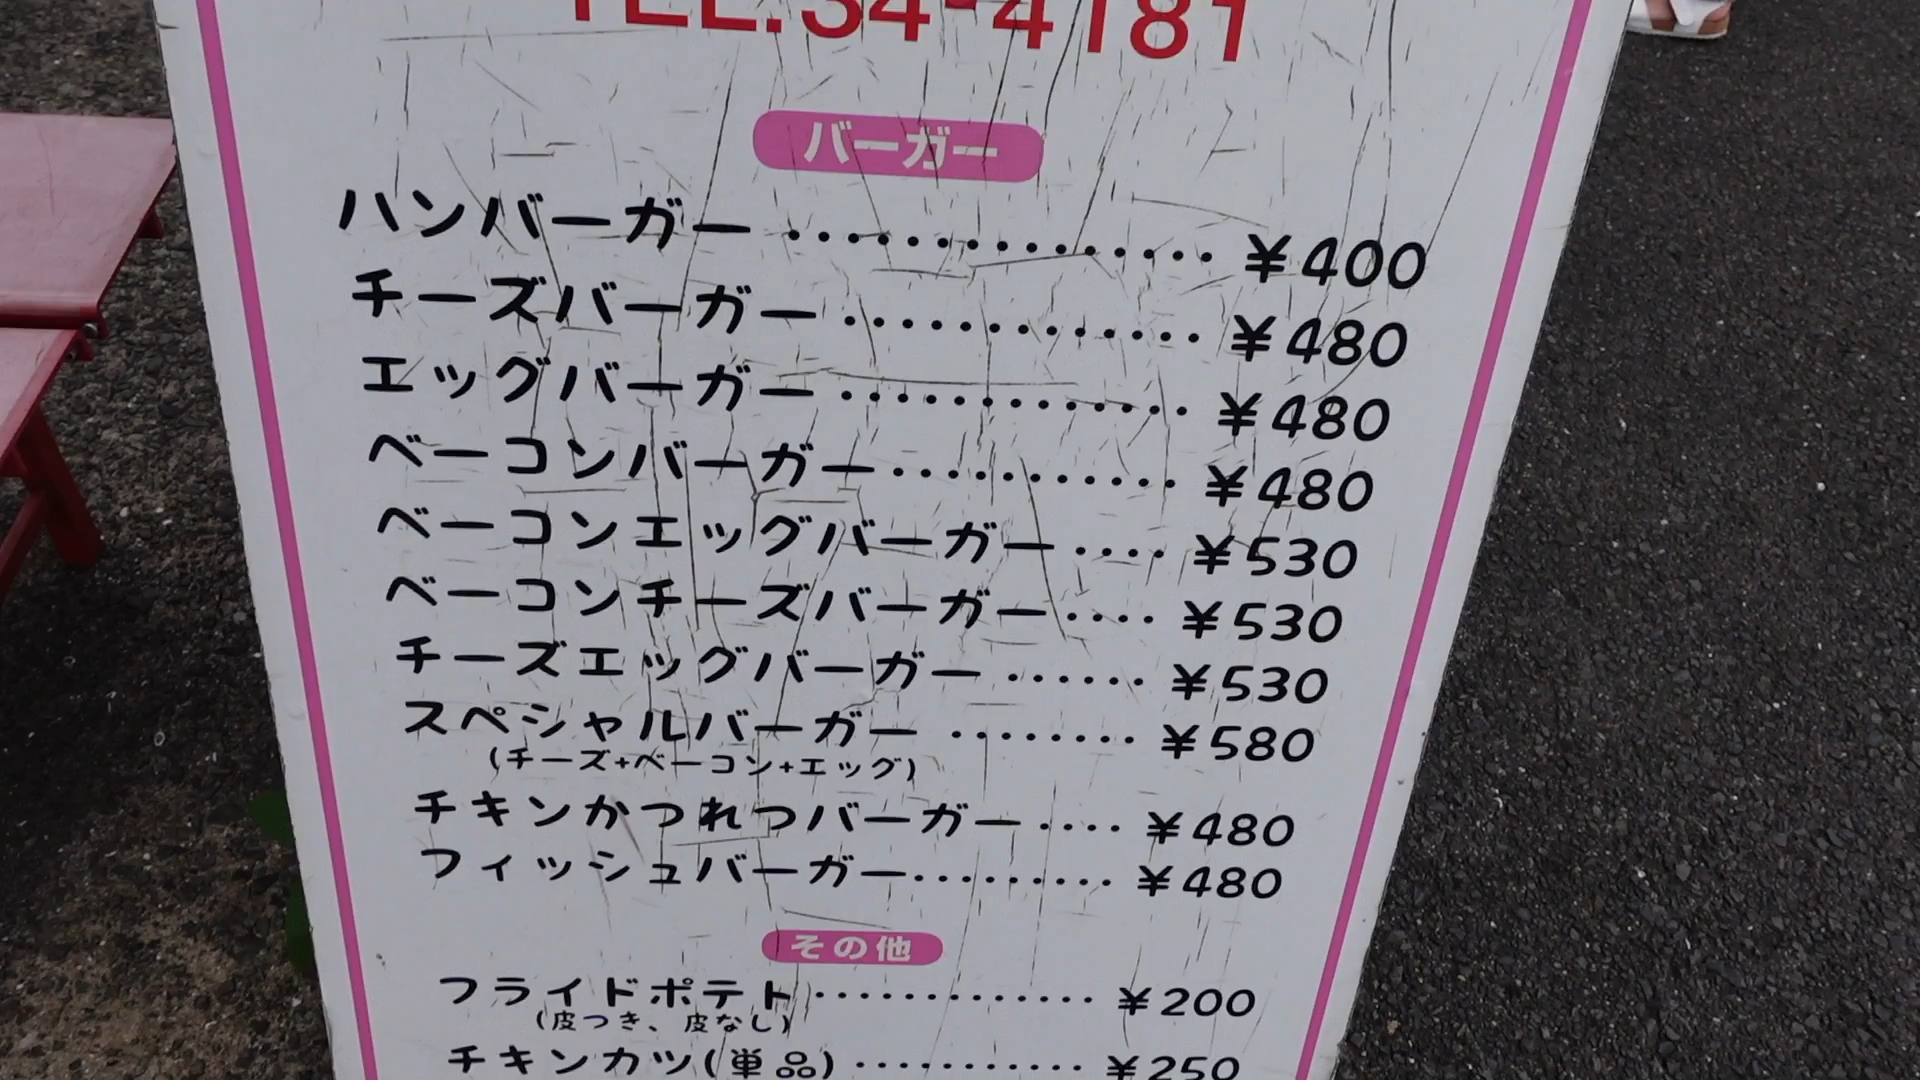 TEL.34-4181
バーガー
ハンバーガー…………… ¥400
チーズバーガー…………… ¥480
エッグバーガー…………… ¥480
ベーコンバーガー………… ¥480
ベーコンエッグバーガー…. ¥530
ベーコンチーズバーガー…. ¥530
チーズエッグバーガー …… ¥530
スペシャルバーガー ……… ¥580
(チーズ+ベーコン+エッグ)
チキンかつれつバーガー…. ¥480
フィッシュバーガー……… ¥480
その他
フライドポテト…………… ¥200
(皮つき、皮なし)
チキンカツ(単品)………… ¥250